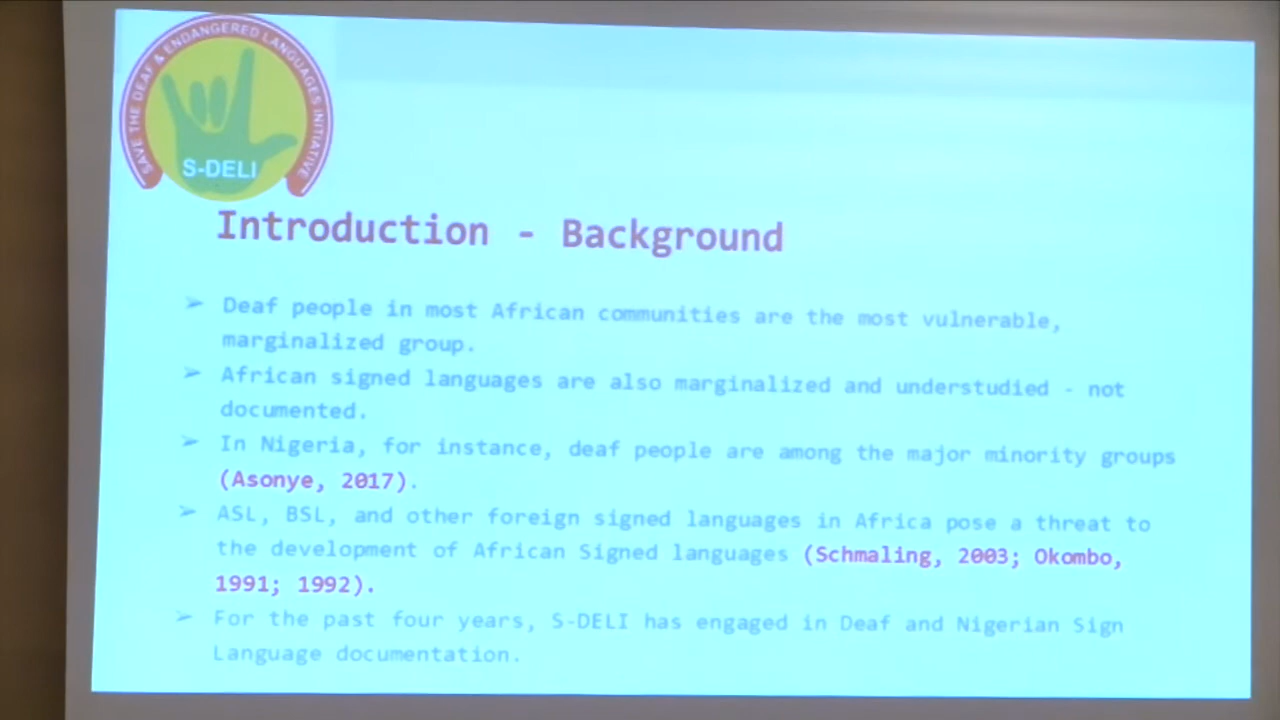 SAVE THE DEAF & ENDANGERED LANGUAGES INITIATIVE
S-DELI
Introduction - Background
➢ Deaf people in most African communities are the most vulnerable,
marginalized group.
➢ African signed languages are also marginalized and understudied - not
documented.
➢ In Nigeria, for instance, deaf people are among the major minority groups
(Asonye, 2017).
➢ ASL, BSL, and other foreign signed languages in Africa pose a threat to
the development of African Signed languages (Schmaling, 2003; Okombo,
1991; 1992).
➢ For the past four years, S-DELI has engaged in Deaf and Nigerian Sign
Language documentation.